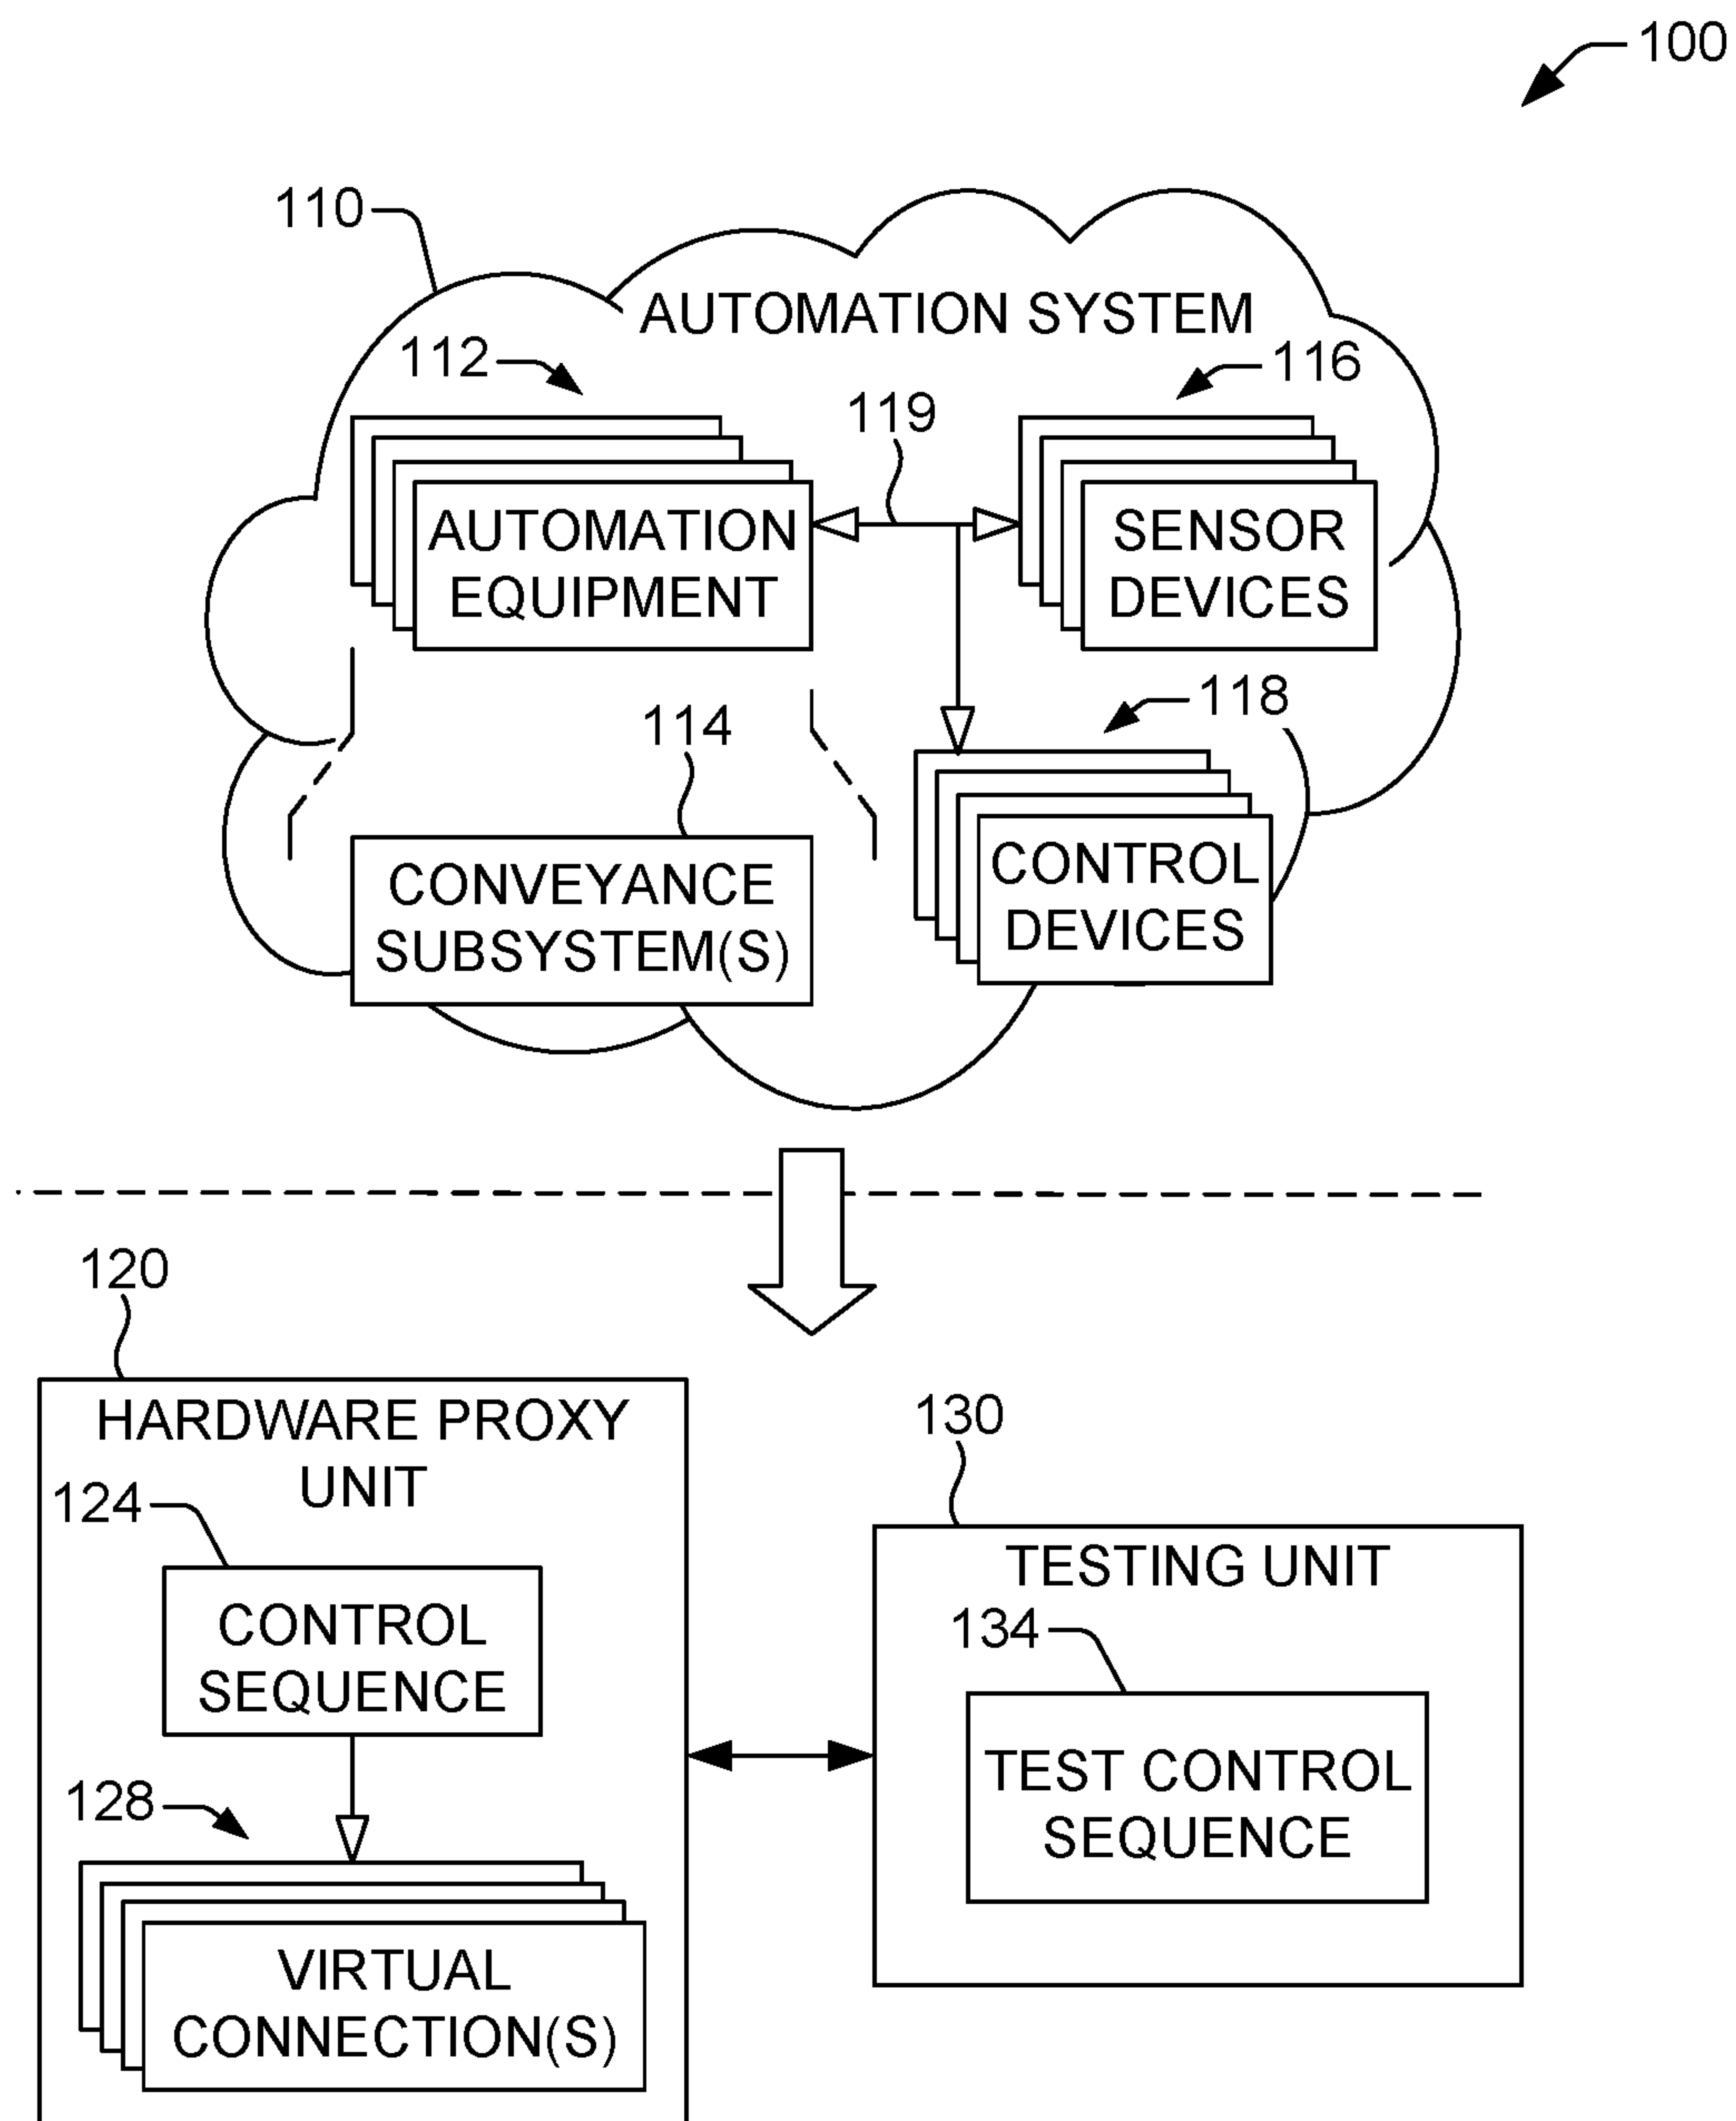 100
110
AUTOMATION SYSTEM
112
116
119
AUTOMATION
EQUIPMENT
SENSOR
DEVICES
114
118
CONVEYANCE
SUBSYSTEM(S)
CONTROL
DEVICES
120
HARDWARE PROXY
UNIT
124
CONTROL
SEQUENCE
128
VIRTUAL
CONNECTION(S)
130
TESTING UNIT
134
TEST CONTROL
SEQUENCE